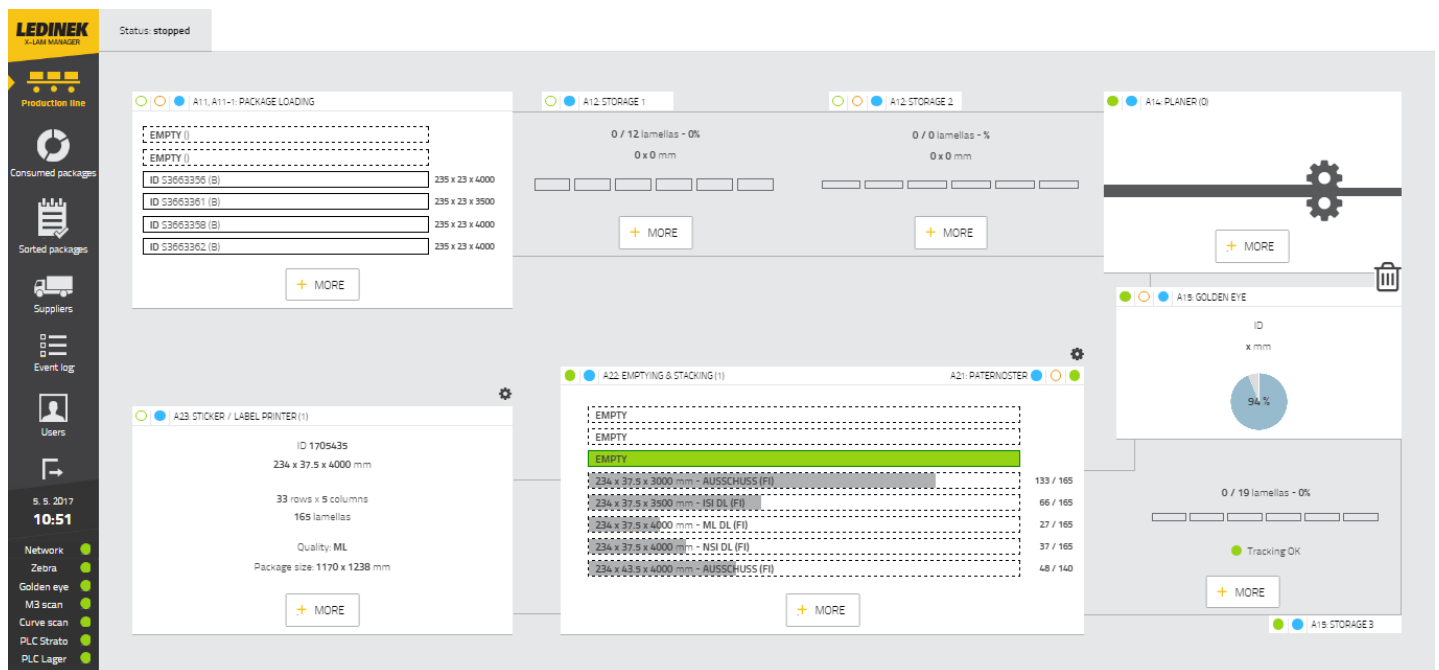 LEDINEK
X-LAM MANAGER
Status: stopped
Production line
Consumed packages
Sorted packages
Suppliers
Event log
Users
5. 5. 2017
10:51
Network
Zebra
Golden eye
M3 scan
Curve scan
PLC Strato
PLC Lager
A11, A11-1: PACKAGE LOADING
EMPTY ()
EMPTY ()
ID S3663356 (B) 235 x 23 x 4000
ID S3663361 (B) 235 x 23 x 3500
ID S3663358 (B) 235 x 23 x 4000
ID S3663362 (B) 235 x 23 x 4000
+ MORE
A12: STORAGE 1
0 / 12 lamellas - 0%
0 x 0 mm
+ MORE
A12: STORAGE 2
0 / 0 lamellas - %
0 x 0 mm
+ MORE
A14: PLANER (0)
+ MORE
A15: GOLDEN EYE
ID
x mm
94 %
A23: STICKER / LABEL PRINTER (1)
ID 1705435
234 x 37.5 x 4000 mm
33 rows x 5 columns
165 lamellas
Quality: ML
Package size: 1170 x 1238 mm
+ MORE
A22: EMPTYING & STACKING (1) A21: PATERNOSTER
EMPTY
EMPTY
EMPTY
234 x 37.5 x 3000 mm - AUSSCHUSS (FI) 133 / 165
234 x 37.5 x 3500 mm - ISI DL (FI) 66 / 165
234 x 37.5 x 4000 mm - ML DL (FI) 27 / 165
234 x 37.5 x 4000 mm - NSI DL (FI) 37 / 165
234 x 43.5 x 4000 mm - AUSSCHUSS (FI) 48 / 140
+ MORE
0 / 19 lamellas - 0%
Tracking OK
+ MORE
A15: STORAGE 3